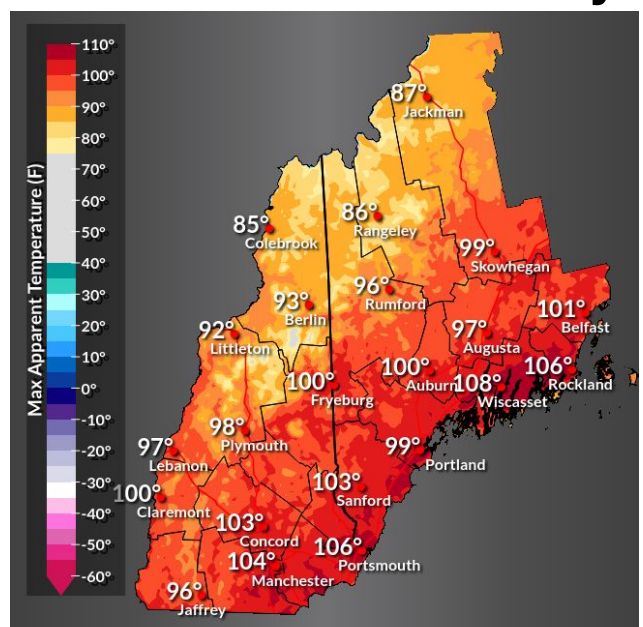 Max Apparent Temperature (F)
110°
100°
90°
80°
70°
60°
50°
40°
30°
20°
10°
0°
-10°
-20°
-30°
-40°
-50°
-60°
87°
Jackman
86°
Rangeley
85°
Colebrook
99°
Skowhegan
96°
Rumford
93°
Berlin
101°
Belfast
97°
Augusta
92°
Littleton
100°
Auburn
106°
Rockland
100°
Fryeburg
108°
Wiscasset
98°
Plymouth
99°
Portland
97°
Lebanon
103°
Sanford
100°
Claremont
103°
Concord
106°
Portsmouth
104°
Manchester
96°
Jaffrey